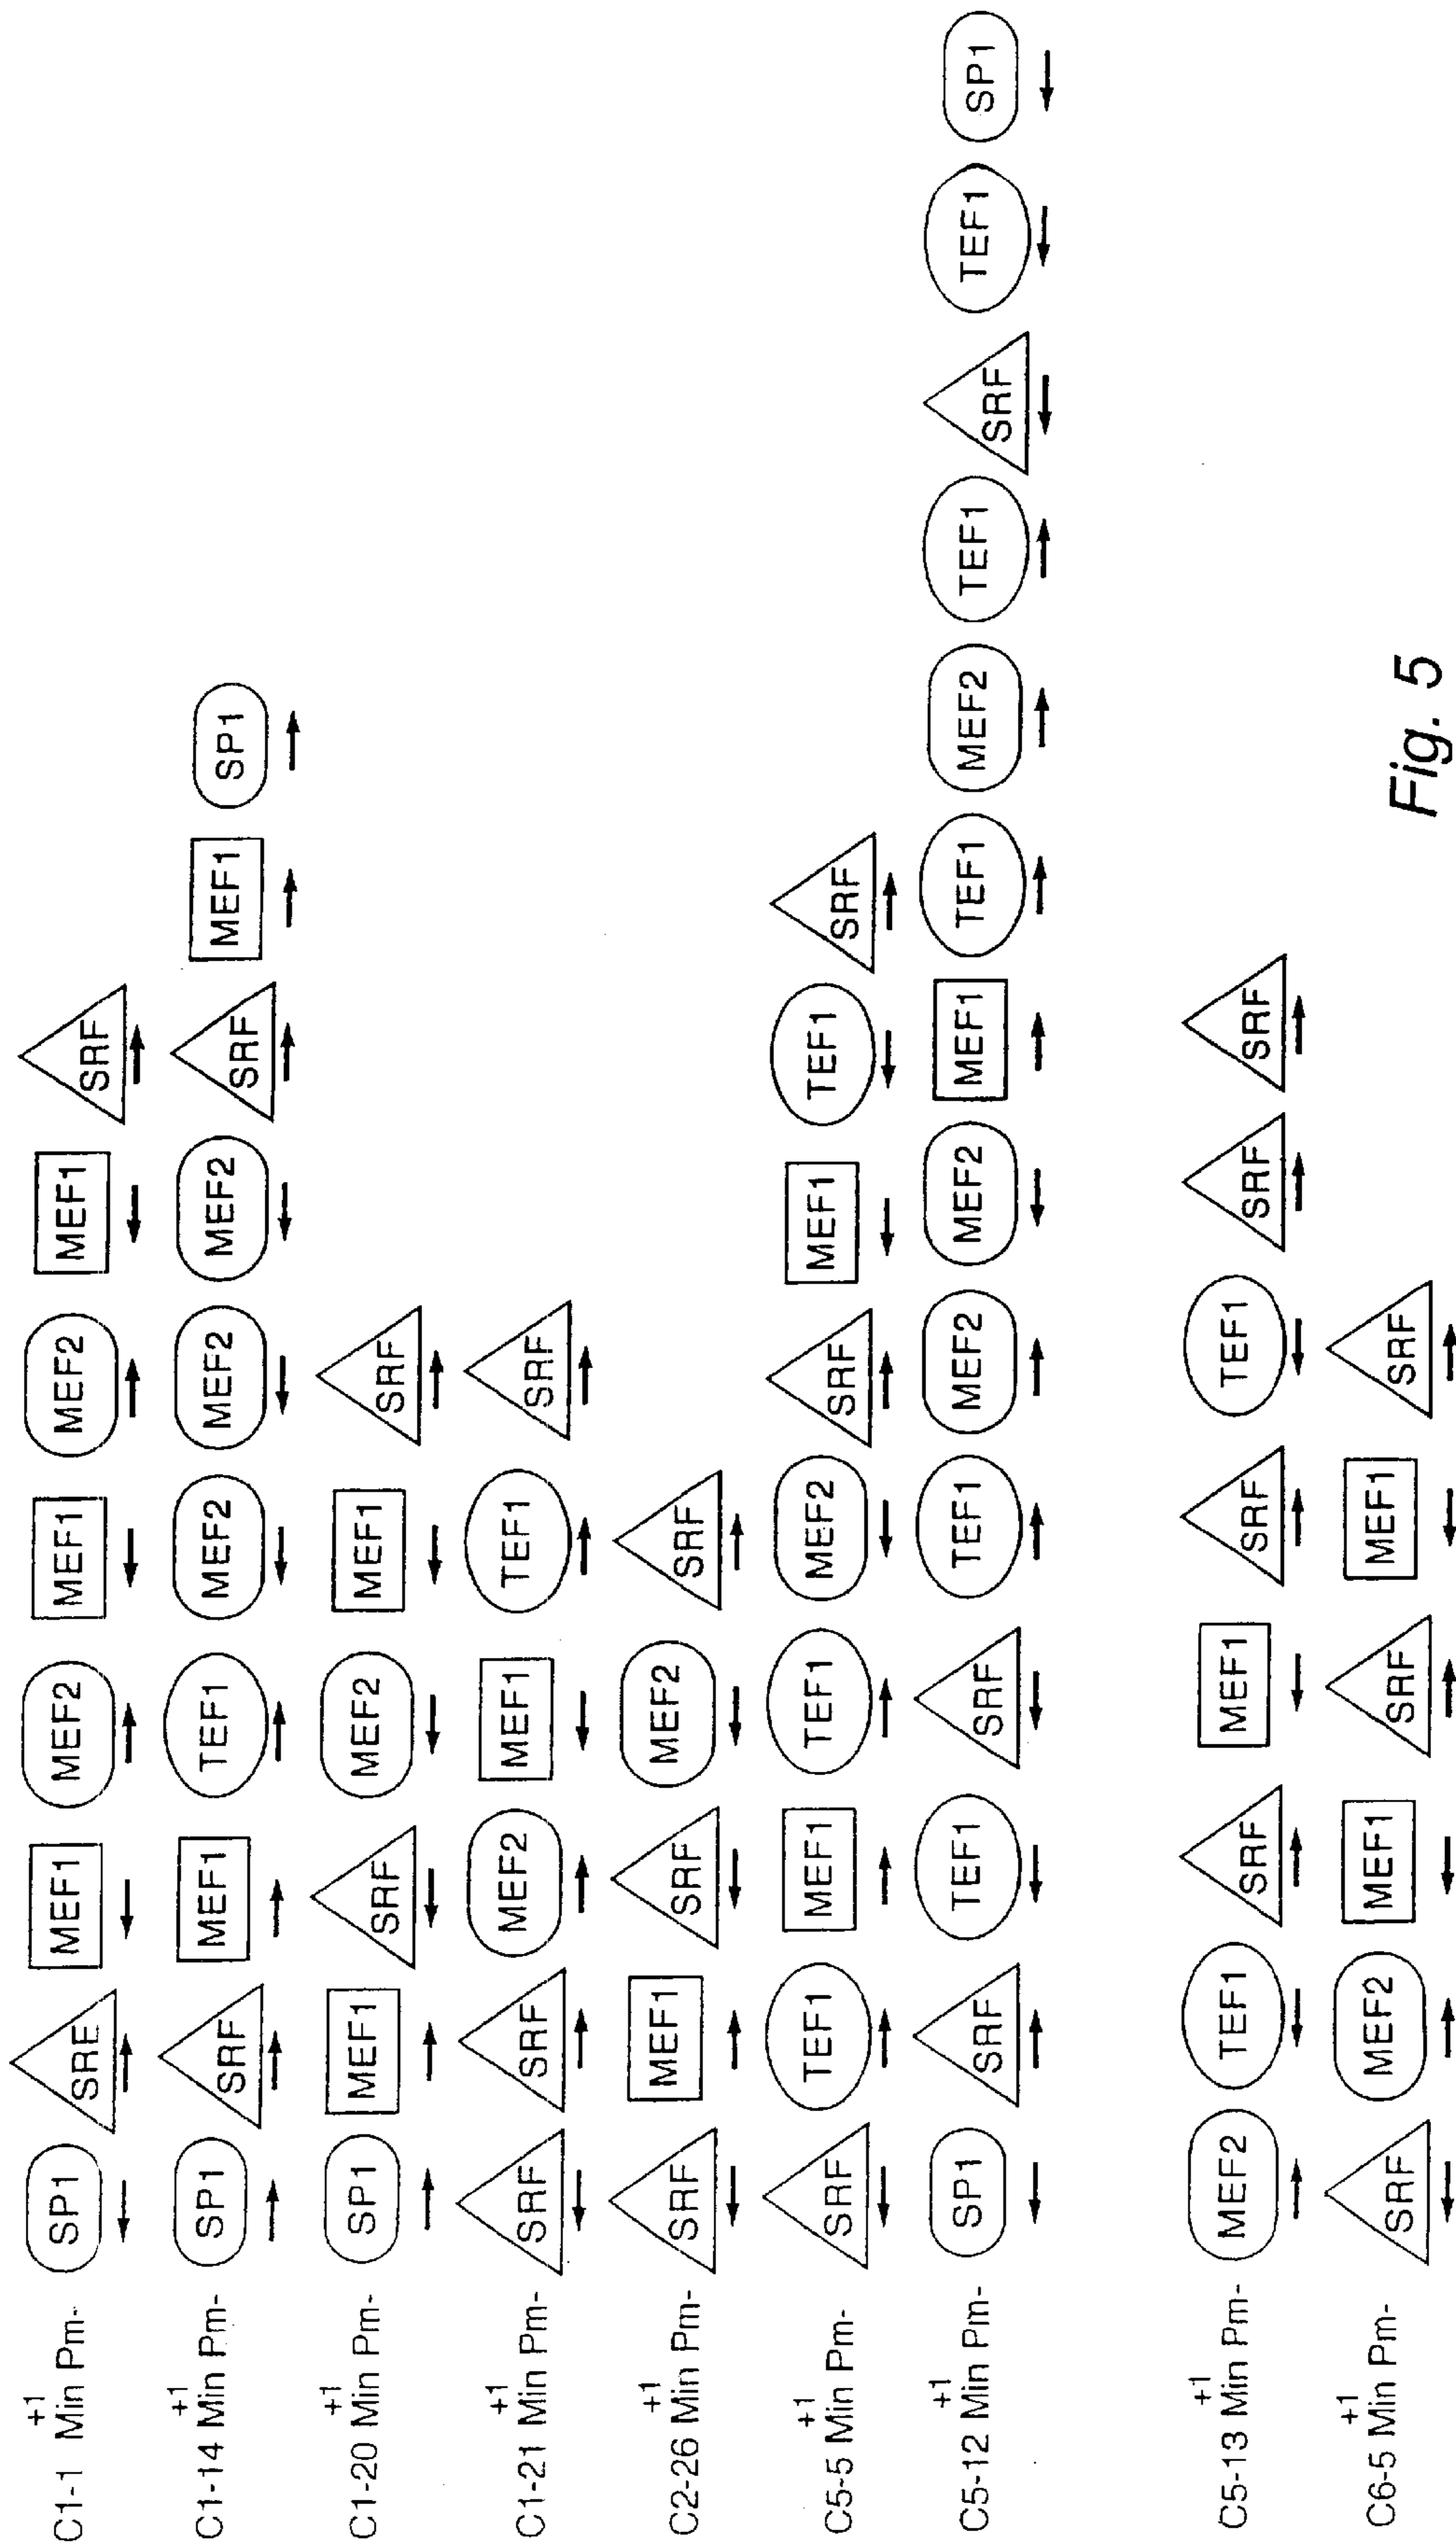 +1
C1-1 Min Pm- SP1 SRE MEF1 MEF2 MEF1 MEF2 MEF1 SRF
+1
C1-14 Min Pm- SP1 SRF MEF1 TEF1 MEF2 MEF2 MEF2 SRF MEF1 SP1
+1
C1-20 Min Pm- SP1 MEF1 SRF MEF2 MEF1 SRF
+1
C1-21 Min Pm- SRF SRF MEF2 MEF1 TEF1 SRF
+1
C2-26 Min Pm- SRF MEF1 SRF MEF2 SRF
+1
C5-5 Min Pm- SRF TEF1 MEF1 TEF1 MEF2 SRF MEF1 TEF1 SRF
+1
C5-12 Min Pm- SP1 SRF TEF1 SRF TEF1 MEF2 MEF2 MEF1 TEF1 MEF2 TEF1 SRF TEF1 SP1
+1
C5-13 Min Pm- MEF2 TEF1 SRF MEF1 SRF TEF1 SRF SRF
+1
C6-5 Min Pm- SRF MEF2 MEF1 SRF MEF1 SRF
Fig. 5